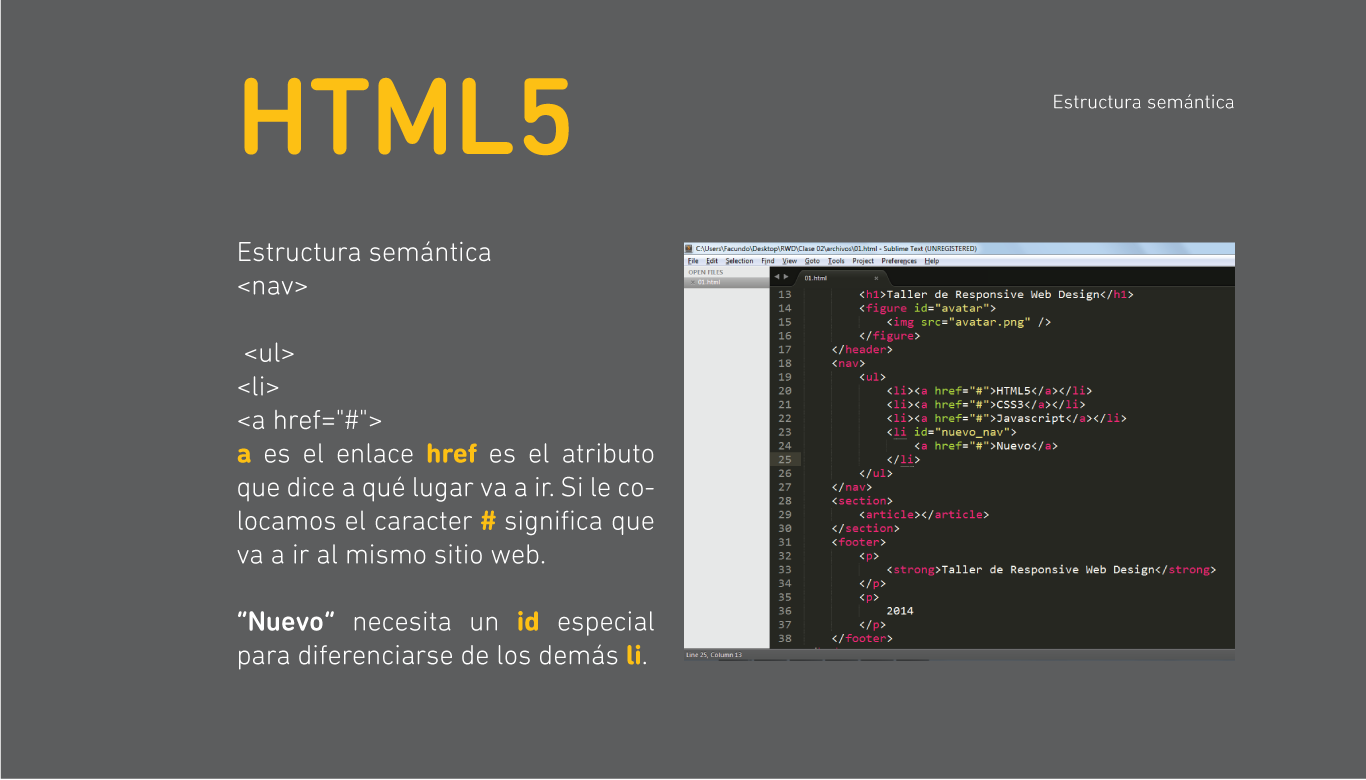 HTML5
Estructura semántica
Estructura semántica
<nav>
<ul>
<li>
<a href="#">
a es el enlace href es el atributo
que dice a qué lugar va a ir. Si le co-
locamos el caracter # significa que
va a ir al mismo sitio web.
“Nuevo” necesita un id especial
para diferenciarse de los demás li.
C:\Users\Facundo\Desktop\RWD\Clase 02\archivos\01.html - Sublime Text (UNREGISTERED)
File Edit Selection Find View Goto Tools Project Preferences Help
OPEN FILES
01.html
01.html
13 <h1>Taller de Responsive Web Design</h1>
14 <figure id="avatar">
15 <img src="avatar.png" />
16 </figure>
17 </header>
18 <nav>
19 <ul>
20 <li><a href="#">HTML5</a></li>
21 <li><a href="#">CSS3</a></li>
22 <li><a href="#">Javascript</a></li>
23 <li id="nuevo_nav">
24 <a href="#">Nuevo</a>
25 </li>
26 </ul>
27 </nav>
28 <section>
29 <article></article>
30 </section>
31 <footer>
32 <p>
33 <strong>Taller de Responsive Web Design</strong>
34 </p>
35 <p>
36 2014
37 </p>
38 </footer>
Line 25, Column 13